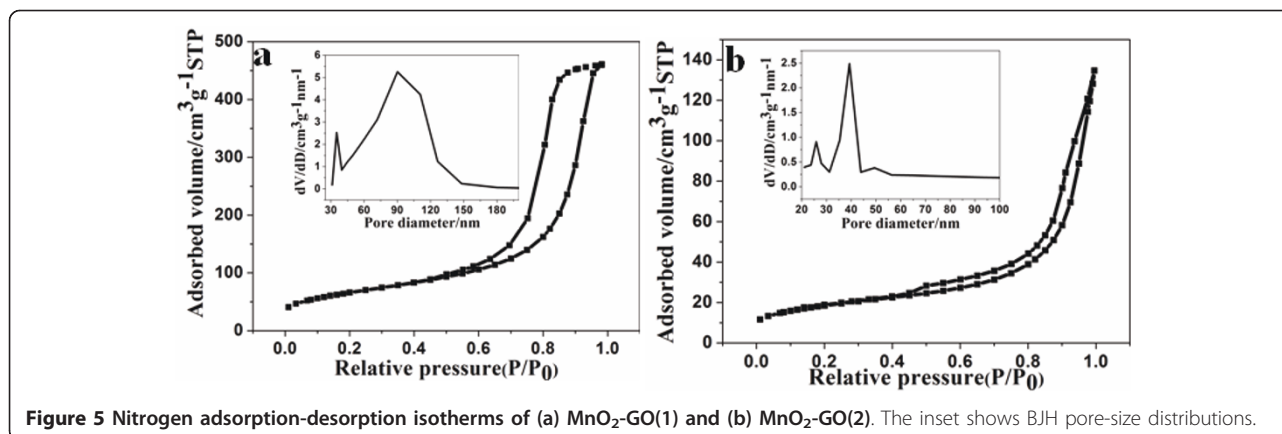 a
Adsorbed volume/cm³g⁻¹STP
500
400
300
200
100
0
0.0 0.2 0.4 0.6 0.8 1.0
Relative pressure(P/P₀)
dV/dD/cm³g⁻¹nm⁻¹
6
5
4
3
2
1
0
30 60 90 120 150 180
Pore diameter/nm
b
Adsorbed volume/cm³g⁻¹STP
140
120
100
80
60
40
20
0
0.0 0.2 0.4 0.6 0.8 1.0
Relative pressure(P/P₀)
dV/dD/cm³g⁻¹nm⁻¹
2.5
2.0
1.5
1.0
0.5
0.0
20 30 40 50 60 70 80 90 100
Pore diameter/nm
Figure 5 Nitrogen adsorption-desorption isotherms of (a) MnO₂-GO(1) and (b) MnO₂-GO(2). The inset shows BJH pore-size distributions.